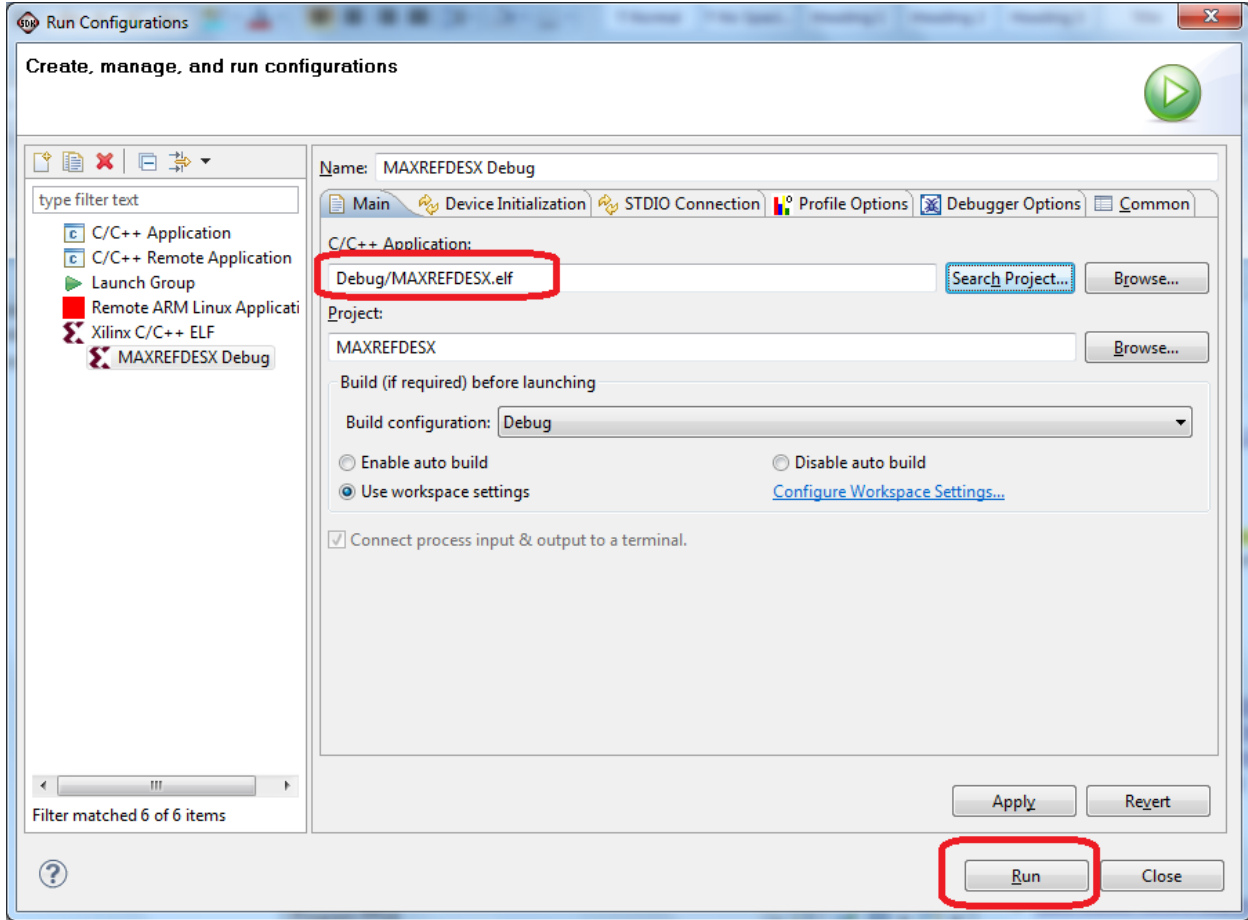 SDK Run Configurations
Create, manage, and run configurations
type filter text
C/C++ Application
C/C++ Remote Application
Launch Group
Remote ARM Linux Applicati
Xilinx C/C++ ELF
MAXREFDESX Debug
Filter matched 6 of 6 items
Name: MAXREFDESX Debug
Main Device Initialization STDIO Connection Profile Options Debugger Options Common
C/C++ Application:
Debug/MAXREFDESX.elf Search Project... Browse...
Project:
MAXREFDESX Browse...
Build (if required) before launching
Build configuration: Debug
Enable auto build Disable auto build
Use workspace settings Configure Workspace Settings...
Connect process input & output to a terminal.
Apply Revert
Run Close